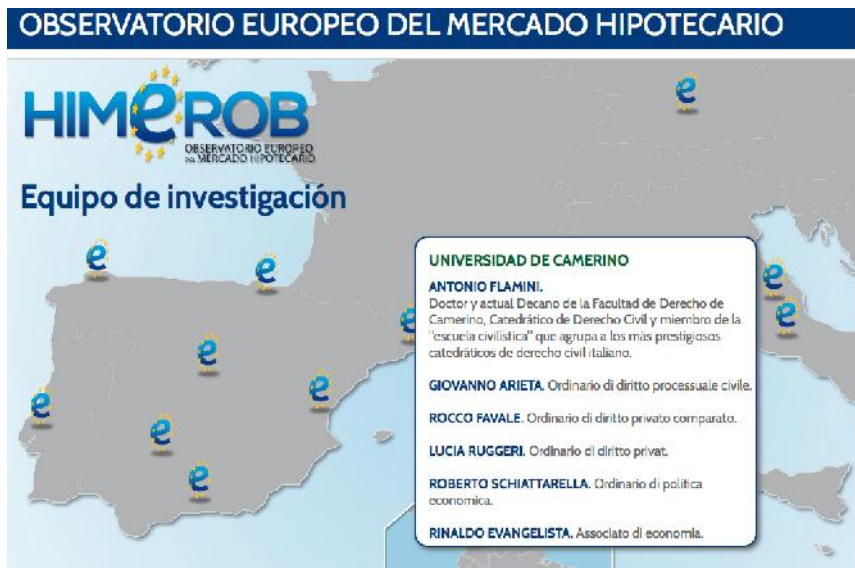 OBSERVATORIO EUROPEO DEL MERCADO HIPOTECARIO
HIMEROB
OBSERVATORIO EUROPEO
DEL MERCADO HIPOTECARIO
Equipo de investigación
UNIVERSIDAD DE CAMERINO
ANTONIO FLAMINI.
Doctor y actual Decano de la Facultad de Derecho de
Camerino, Catedrático de Derecho Civil y miembro de la
"escuela civilística" que agrupa a los más prestigiosos
catedráticos de derecho civil italiano.
GIOVANNO ARIETA. Ordinario di diritto processuale civile.
ROCCO FAVALE. Ordinario di diritto privato comparato.
LUCIA RUGGERI. Ordinario di diritto privat.
ROBERTO SCHIATTARELLA. Ordinario di politica
economica.
RINALDO EVANGELISTA. Associato di economia.
e
e
e
e
e
e
e
e
e
e
e